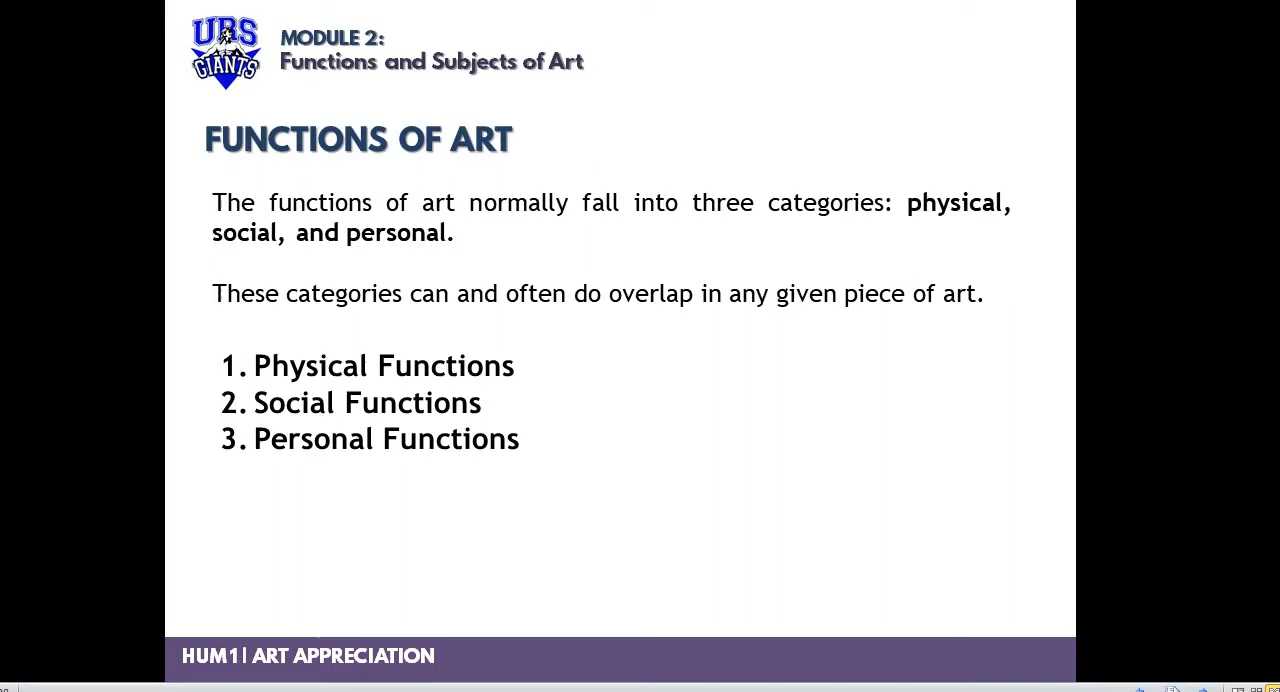 URS
GIANTS
MODULE 2:
Functions and Subjects of Art
FUNCTIONS OF ART
The functions of art normally fall into three categories: physical,
social, and personal.
These categories can and often do overlap in any given piece of art.
1. Physical Functions
2. Social Functions
3. Personal Functions
HUM1| ART APPRECIATION